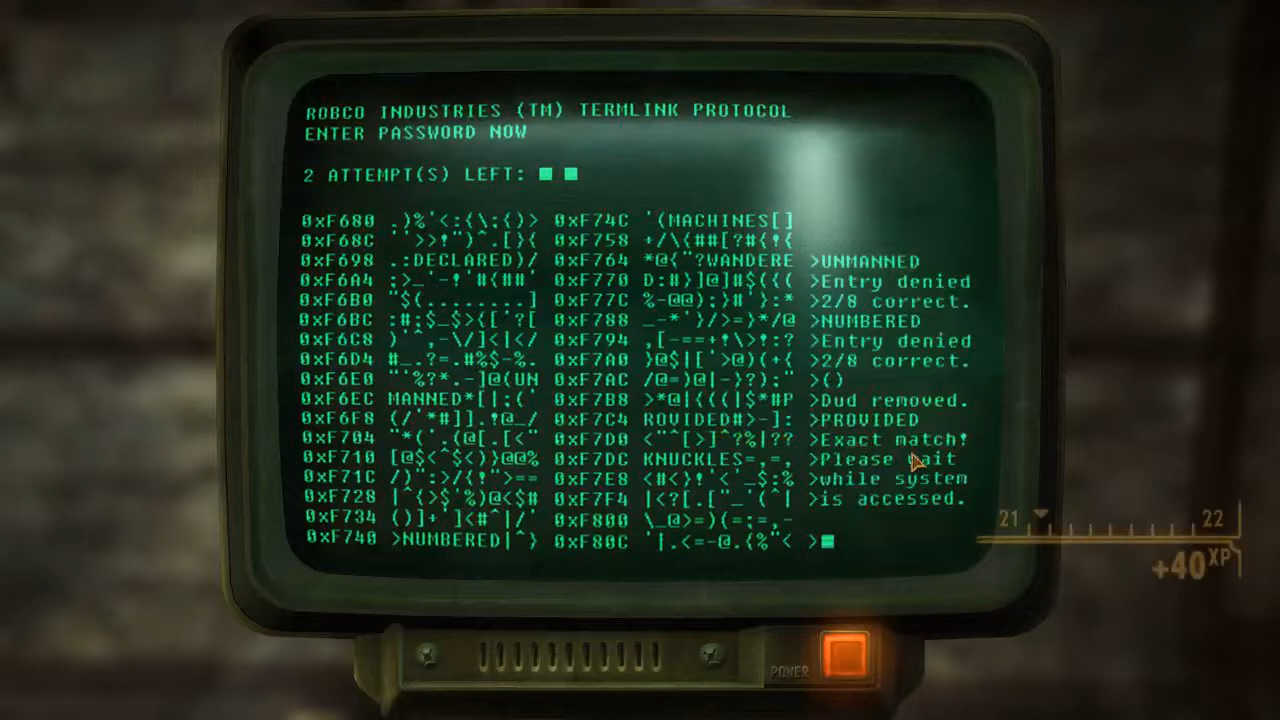 ROBCO INDUSTRIES (TM) TERMLINK PROTOCOL
ENTER PASSWORD NOW
2 ATTEMPT(S) LEFT: ■ ■
0xF680 .)%'<:{\:{)> 0xF74C '(MACHINES[]
0xF68C :'>>!")^.[}{ 0xF758 +/\{##[?#{!{
0xF698 .:DECLARED)/ 0xF764 *@{"?WANDERE >UNMANNED
0xF6A4 ;>_'-!'#{##' 0xF770 D:#}]@]#$({( >Entry denied
0xF6B0 "$(........] 0xF77C %-@@);}#'}:* >2/8 correct.
0xF6BC :#;$_$>{['?[ 0xF788 _-*'}/>=}*/@ >NUMBERED
0xF6C8 )'^,-\/]<|</ 0xF794 ,[-==+!\>!:? >Entry denied
0xF6D4 #_.?=.#%$-%. 0xF7A0 }@$|['>@)(+{ >2/8 correct.
0xF6E0 "'%?*.-]@(UN 0xF7AC /@=)@|-}?);" >()
0xF6EC MANNED*[|;(' 0xF7B8 >*@|{((|$*#P >Dud removed.
0xF6F8 (/'*#]].!@_/ 0xF7C4 ROVIDED#>-]: >PROVIDED
0xF704 "*('.(@[.[<" 0xF7D0 <"^[>]^?%|?? >Exact match!
0xF710 [@$<^$<)}@@% 0xF7DC KNUCKLES=,=, >Please wait
0xF71C /)":>/{!">== 0xF7E8 <#<}!'<'_$:% >while system
0xF728 |^{>$'%)@<$# 0xF7F4 |<?[.["_'(^| >is accessed.
0xF734 ()]+']<#^|/' 0xF800 \_@>=)(=;=,-
0xF740 >NUMBERED|^} 0xF80C '|.<=-@.{%"< >■
21 22
+40 XP
POWER